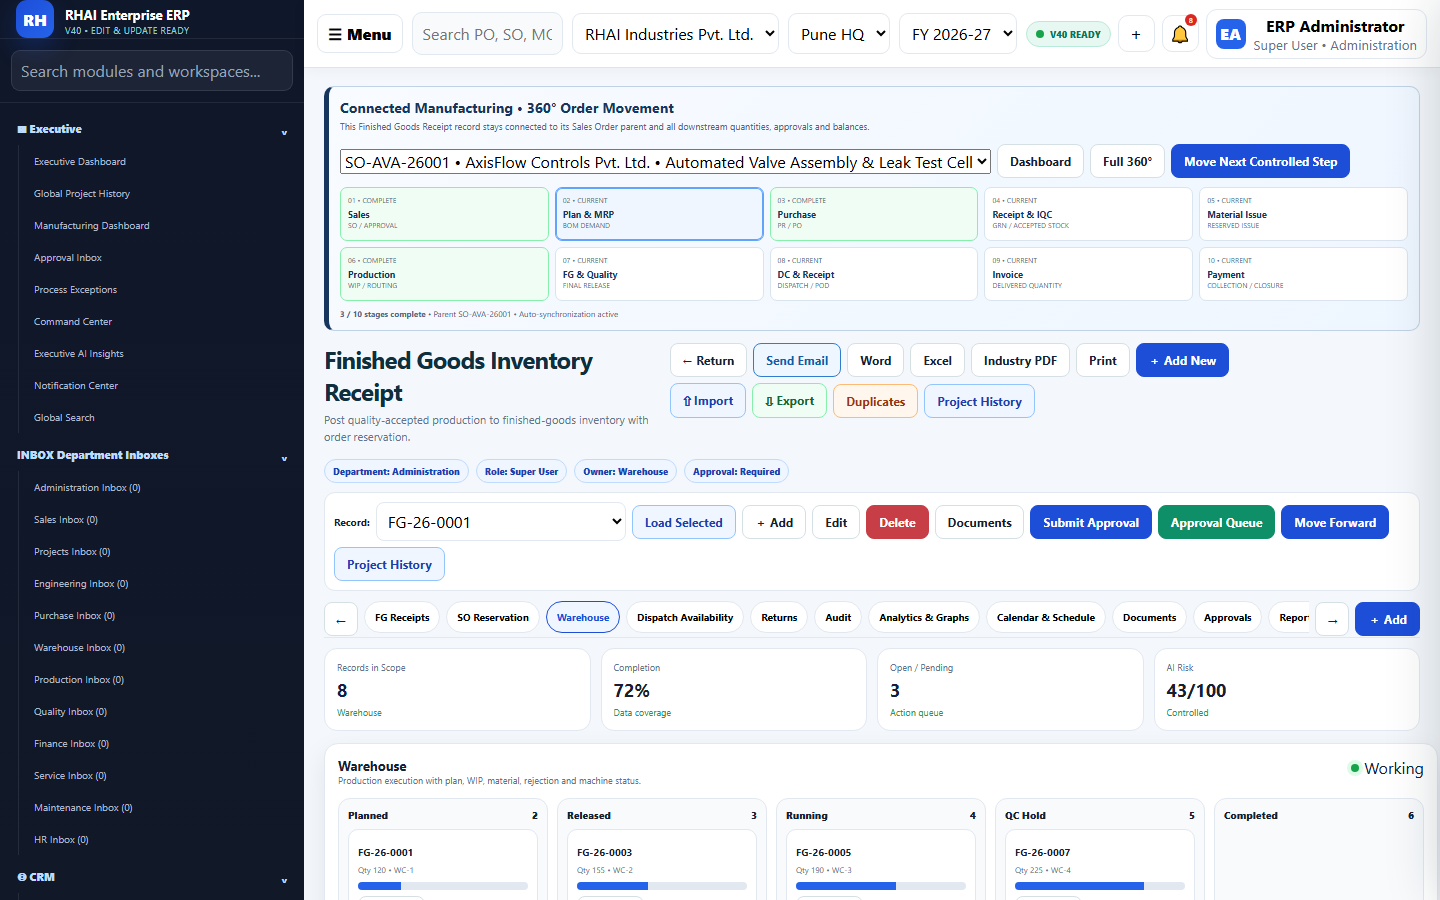 RH
RHAI Enterprise ERP
V40 • EDIT & UPDATE READY
Search modules and workspaces...
Executive
Executive Dashboard
Global Project History
Manufacturing Dashboard
Approval Inbox
Process Exceptions
Command Center
Executive AI Insights
Notification Center
Global Search
INBOX Department Inboxes
Administration Inbox (0)
Sales Inbox (0)
Projects Inbox (0)
Engineering Inbox (0)
Purchase Inbox (0)
Warehouse Inbox (0)
Production Inbox (0)
Quality Inbox (0)
Finance Inbox (0)
Service Inbox (0)
Maintenance Inbox (0)
HR Inbox (0)
CRM
☰ Menu
Search PO, SO, MC
RHAI Industries Pvt. Ltd.
Pune HQ
FY 2026-27
V40 READY
+
8
EA
ERP Administrator
Super User • Administration
Connected Manufacturing • 360° Order Movement
This Finished Goods Receipt record stays connected to its Sales Order parent and all downstream quantities, approvals and balances.
SO-AVA-26001 • AxisFlow Controls Pvt. Ltd. • Automated Valve Assembly & Leak Test Cell
Dashboard
Full 360°
Move Next Controlled Step
01 • COMPLETE
Sales
SO / APPROVAL
02 • CURRENT
Plan & MRP
BOM DEMAND
03 • COMPLETE
Purchase
PR / PO
04 • CURRENT
Receipt & IQC
GRN / ACCEPTED STOCK
05 • CURRENT
Material Issue
RESERVED ISSUE
06 • COMPLETE
Production
WIP / ROUTING
07 • CURRENT
FG & Quality
FINAL RELEASE
08 • CURRENT
DC & Receipt
DISPATCH / POD
09 • CURRENT
Invoice
DELIVERED QUANTITY
10 • CURRENT
Payment
COLLECTION / CLOSURE
3 / 10 stages complete • Parent SO-AVA-26001 • Auto-synchronization active
Finished Goods Inventory
Receipt
Post quality-accepted production to finished-goods inventory with
order reservation.
← Return
Send Email
Word
Excel
Industry PDF
Print
+ Add New
⇧ Import
⇩ Export
Duplicates
Project History
Department: Administration
Role: Super User
Owner: Warehouse
Approval: Required
Record:
FG-26-0001
Load Selected
+ Add
Edit
Delete
Documents
Submit Approval
Approval Queue
Move Forward
Project History
←
FG Receipts
SO Reservation
Warehouse
Dispatch Availability
Returns
Audit
Analytics & Graphs
Calendar & Schedule
Documents
Approvals
Repor
→
+ Add
Records in Scope
8
Warehouse
Completion
72%
Data coverage
Open / Pending
3
Action queue
AI Risk
43/100
Controlled
Warehouse
Production execution with plan, WIP, material, rejection and machine status.
Working
Planned 2
FG-26-0001
Qty 120 • WC-1
Released 3
FG-26-0003
Qty 155 • WC-2
Running 4
FG-26-0005
Qty 190 • WC-3
QC Hold 5
FG-26-0007
Qty 225 • WC-4
Completed 6